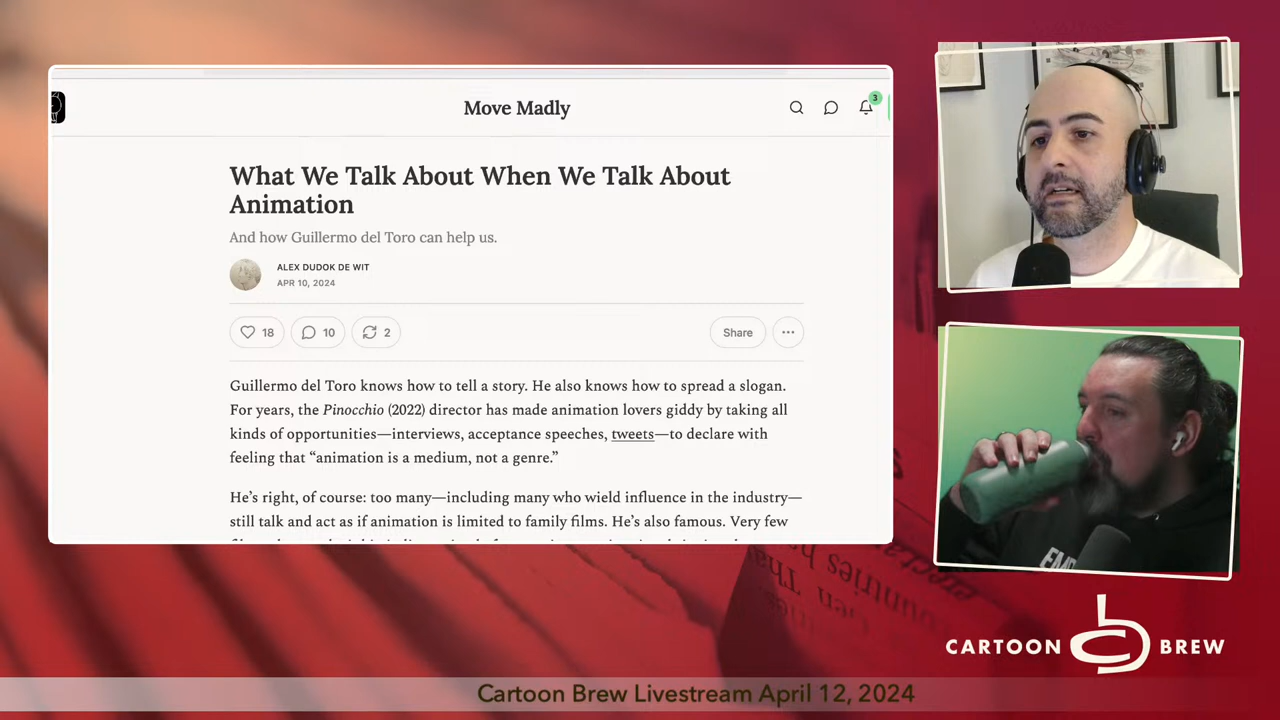 Move Madly
3
What We Talk About When We Talk About
Animation
And how Guillermo del Toro can help us.
ALEX DUDOK DE WIT
APR 10, 2024
18
10
2
Share
Guillermo del Toro knows how to tell a story. He also knows how to spread a slogan.
For years, the Pinocchio (2022) director has made animation lovers giddy by taking all
kinds of opportunities—interviews, acceptance speeches, tweets—to declare with
feeling that “animation is a medium, not a genre.”
He’s right, of course: too many—including many who wield influence in the industry—
still talk and act as if animation is limited to family films. He’s also famous. Very few
CARTOON BREW
Cartoon Brew Livestream April 12, 2024